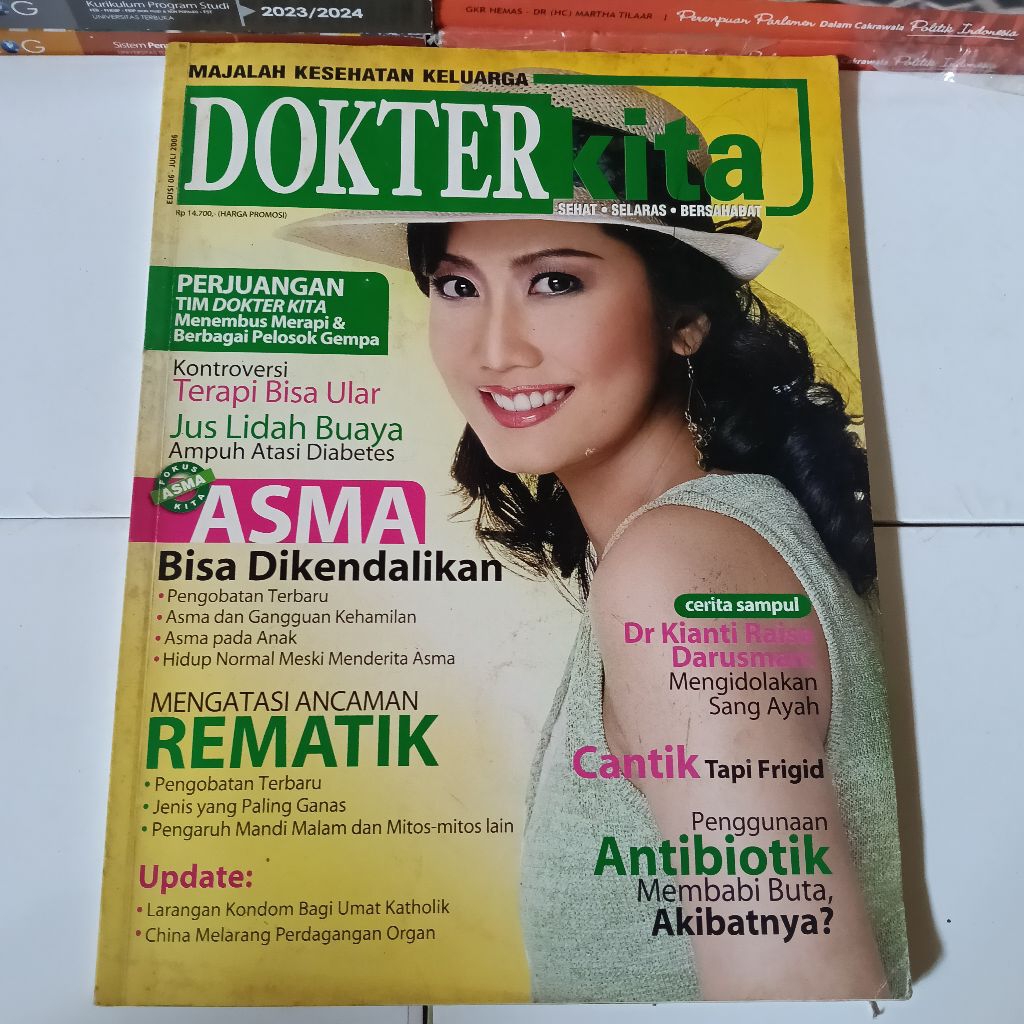 Kurikulum Program Studi
2023/2024
UNIVERSITAS TERBUKA
GKR HEMAS - DR (HC) MARTHA TILAAR | Perempuan Parlemen Dalam Cakrawala Politik Indonesia
Cakrawala Politik Indonesia
MAJALAH KESEHATAN KELUARGA
DOKTER kita
SEHAT • SELARAS • BERSAHABAT
EDISI 06 - JULI 2006
Rp 14.700,- (HARGA PROMOSI)
PERJUANGAN
TIM DOKTER KITA
Menembus Merapi &
Berbagai Pelosok Gempa
Kontroversi
Terapi Bisa Ular
Jus Lidah Buaya
Ampuh Atasi Diabetes
FOKUS
ASMA
KITA
ASMA
Bisa Dikendalikan
• Pengobatan Terbaru
• Asma dan Gangguan Kehamilan
• Asma pada Anak
• Hidup Normal Meski Menderita Asma
MENGATASI ANCAMAN
REMATIK
• Pengobatan Terbaru
• Jenis yang Paling Ganas
• Pengaruh Mandi Malam dan Mitos-mitos lain
Update:
• Larangan Kondom Bagi Umat Katholik
• China Melarang Perdagangan Organ
cerita sampul
Dr Kianti Raisa
Darusman
Mengidolakan
Sang Ayah
Cantik Tapi Frigid
Penggunaan
Antibiotik
Membabi Buta,
Akibatnya?